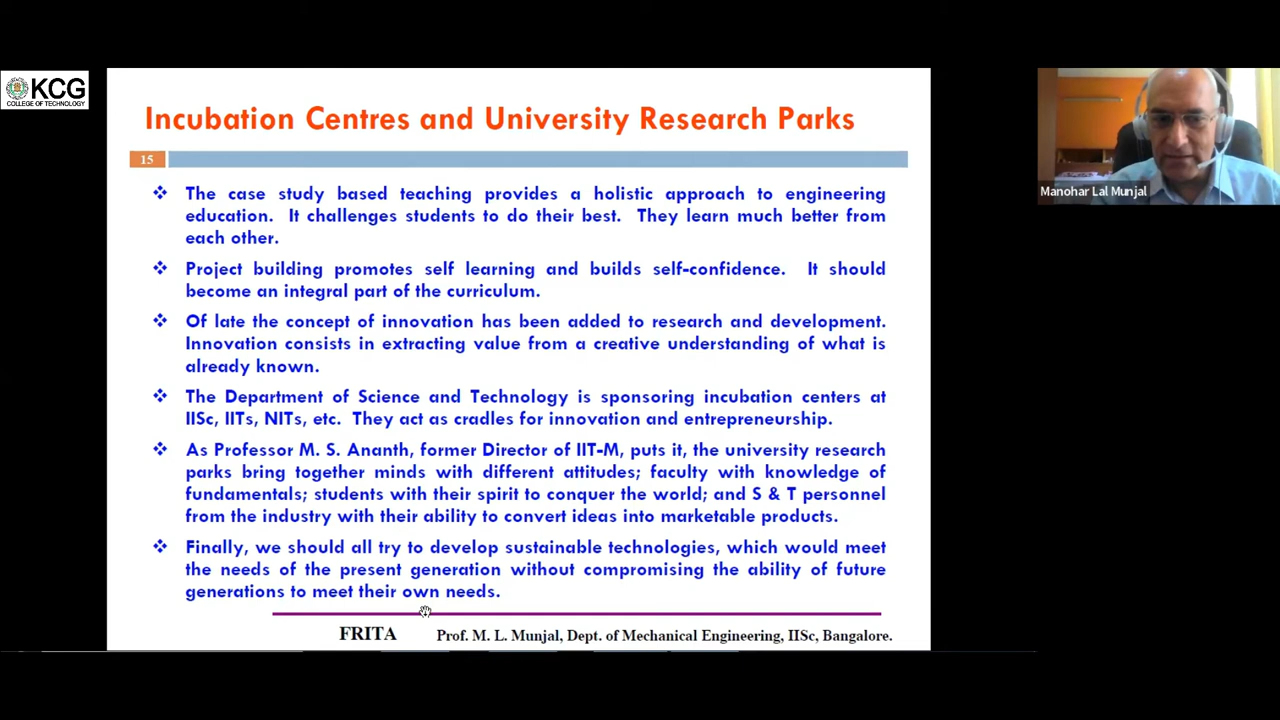 KCG
COLLEGE OF TECHNOLOGY
Incubation Centres and University Research Parks
15
The case study based teaching provides a holistic approach to engineering
education. It challenges students to do their best. They learn much better from
each other.
Project building promotes self learning and builds self-confidence. It should
become an integral part of the curriculum.
Of late the concept of innovation has been added to research and development.
Innovation consists in extracting value from a creative understanding of what is
already known.
The Department of Science and Technology is sponsoring incubation centers at
IISc, IITs, NITs, etc. They act as cradles for innovation and entrepreneurship.
As Professor M. S. Ananth, former Director of IIT-M, puts it, the university research
parks bring together minds with different attitudes; faculty with knowledge of
fundamentals; students with their spirit to conquer the world; and S & T personnel
from the industry with their ability to convert ideas into marketable products.
Finally, we should all try to develop sustainable technologies, which would meet
the needs of the present generation without compromising the ability of future
generations to meet their own needs.
FRITA Prof. M. L. Munjal, Dept. of Mechanical Engineering, IISc, Bangalore.
Manohar Lal Munjal